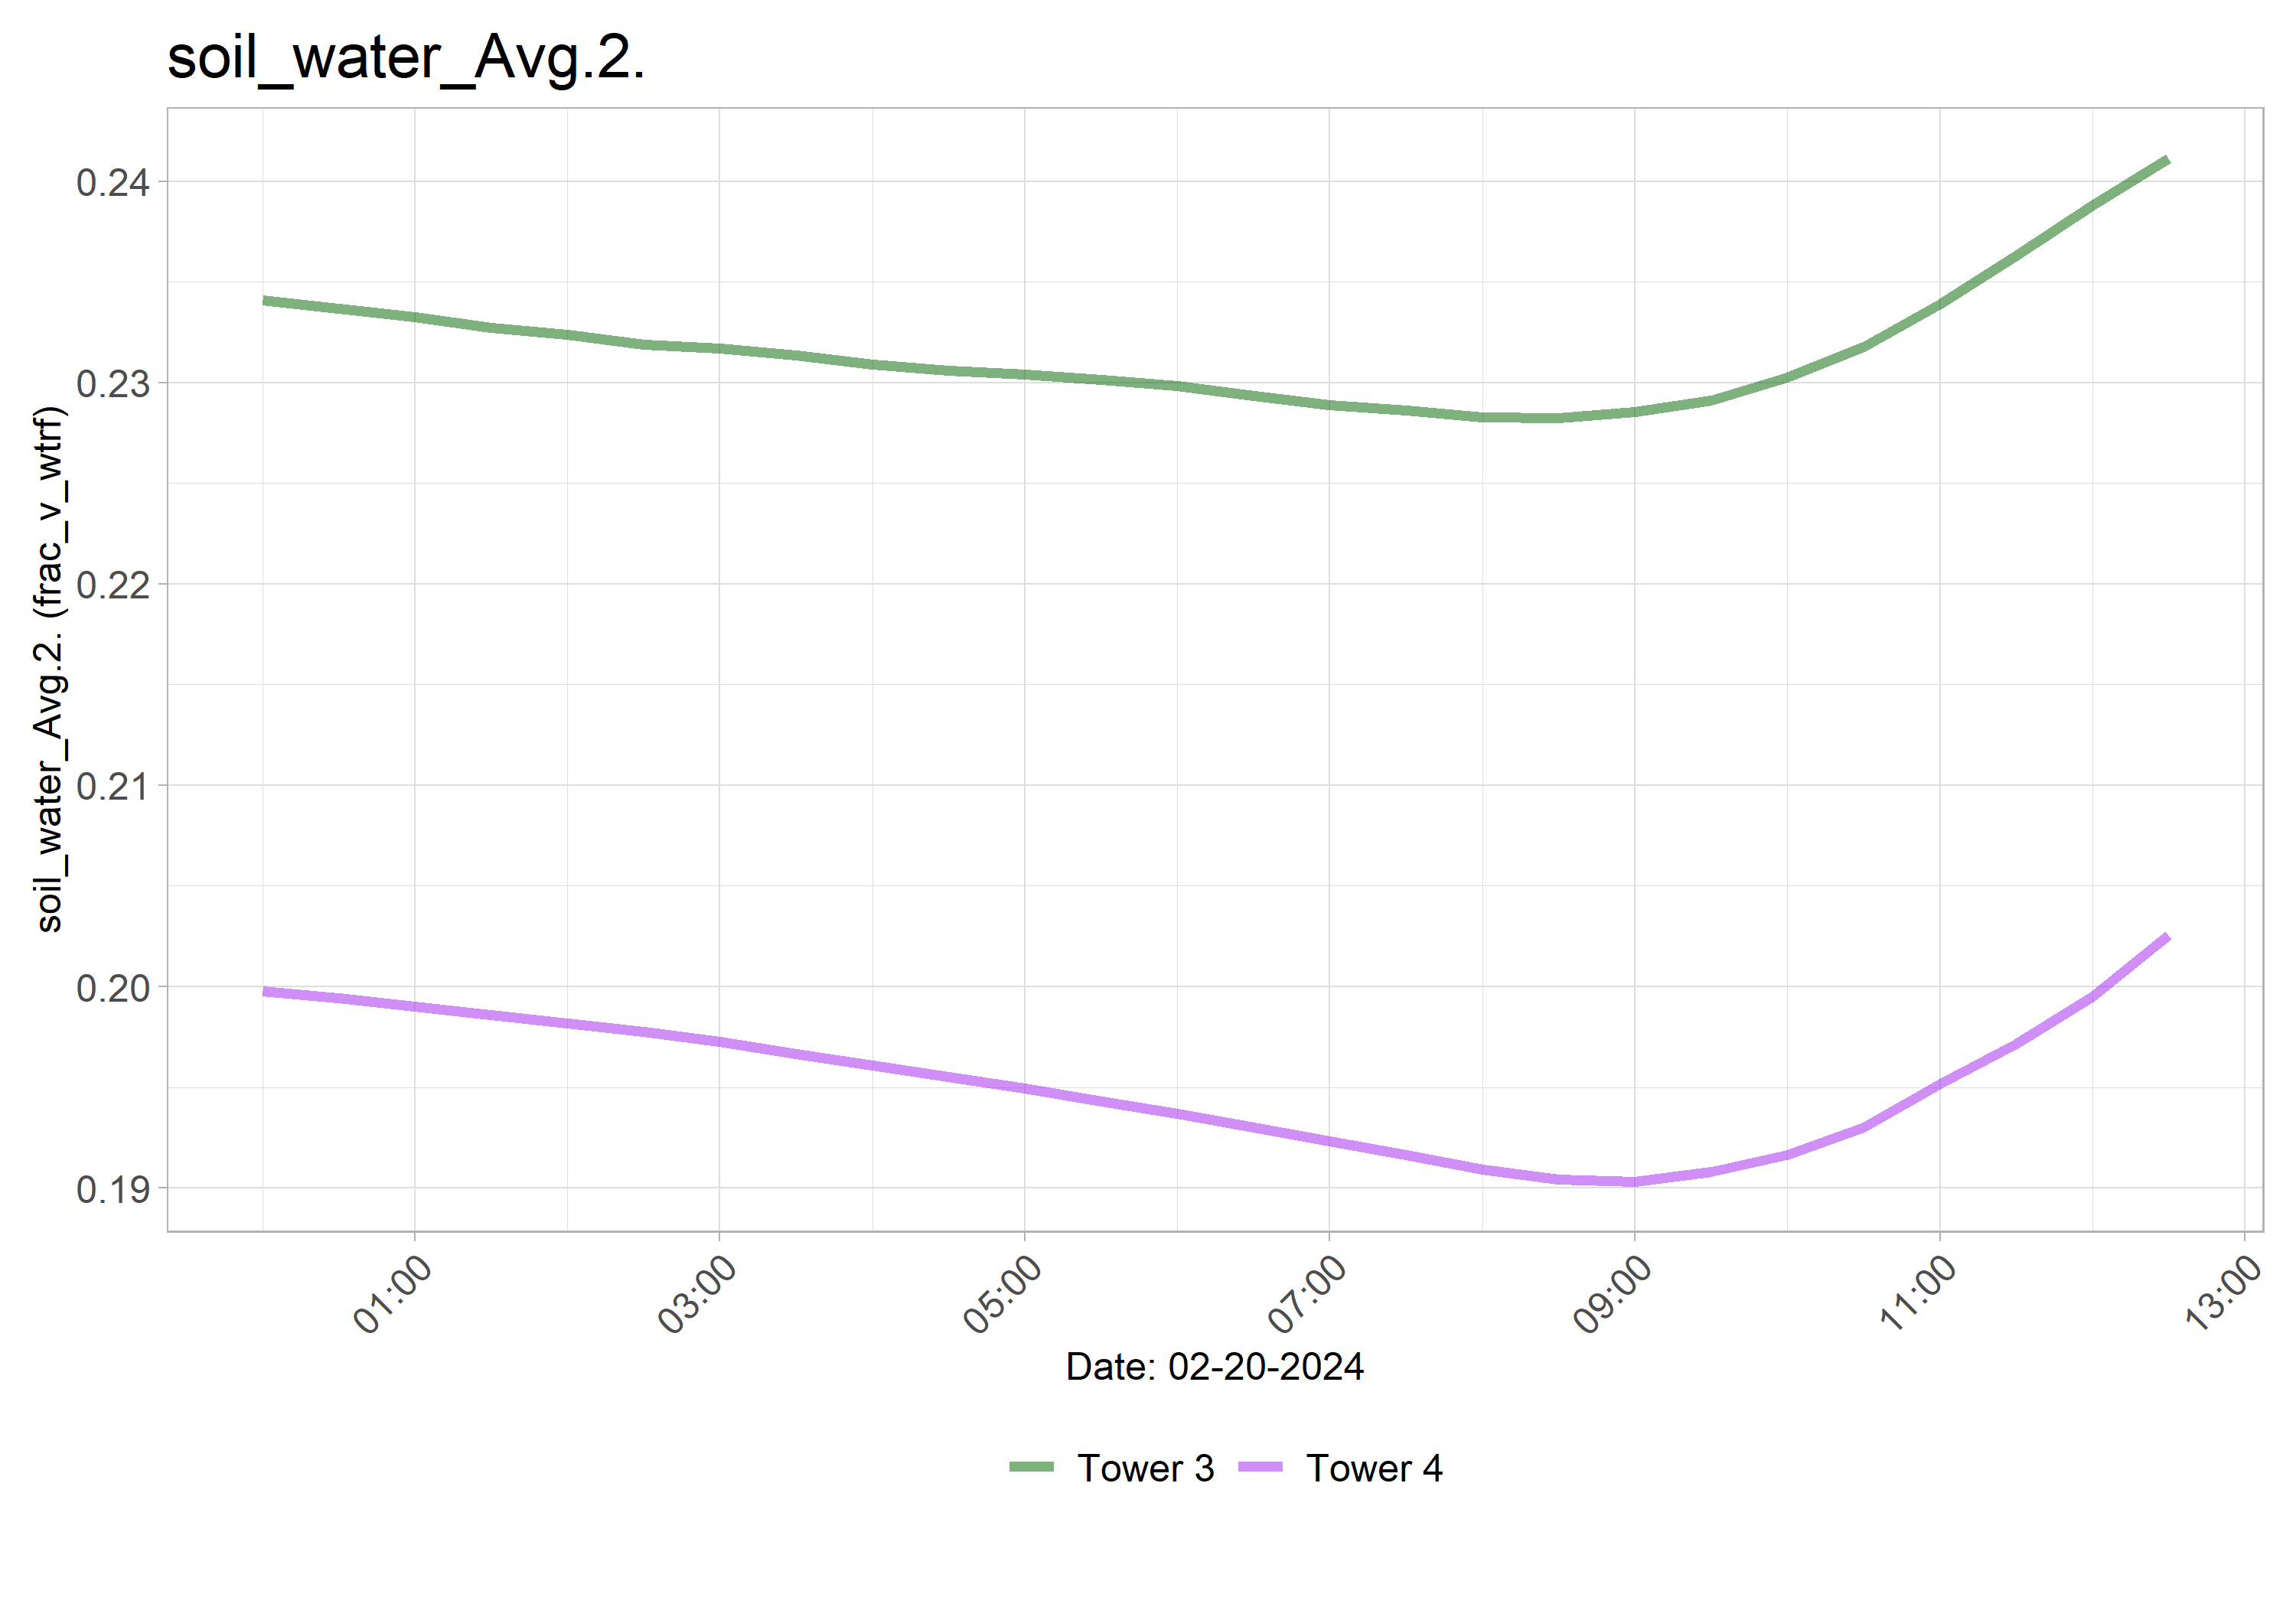 soil_water_Avg.2.
soil_water_Avg.2. (frac_v_wtrf)
0.24
0.23
0.22
0.21
0.20
0.19
01:00 03:00 05:00 07:00 09:00 11:00 13:00
Date: 02-20-2024
Tower 3 Tower 4